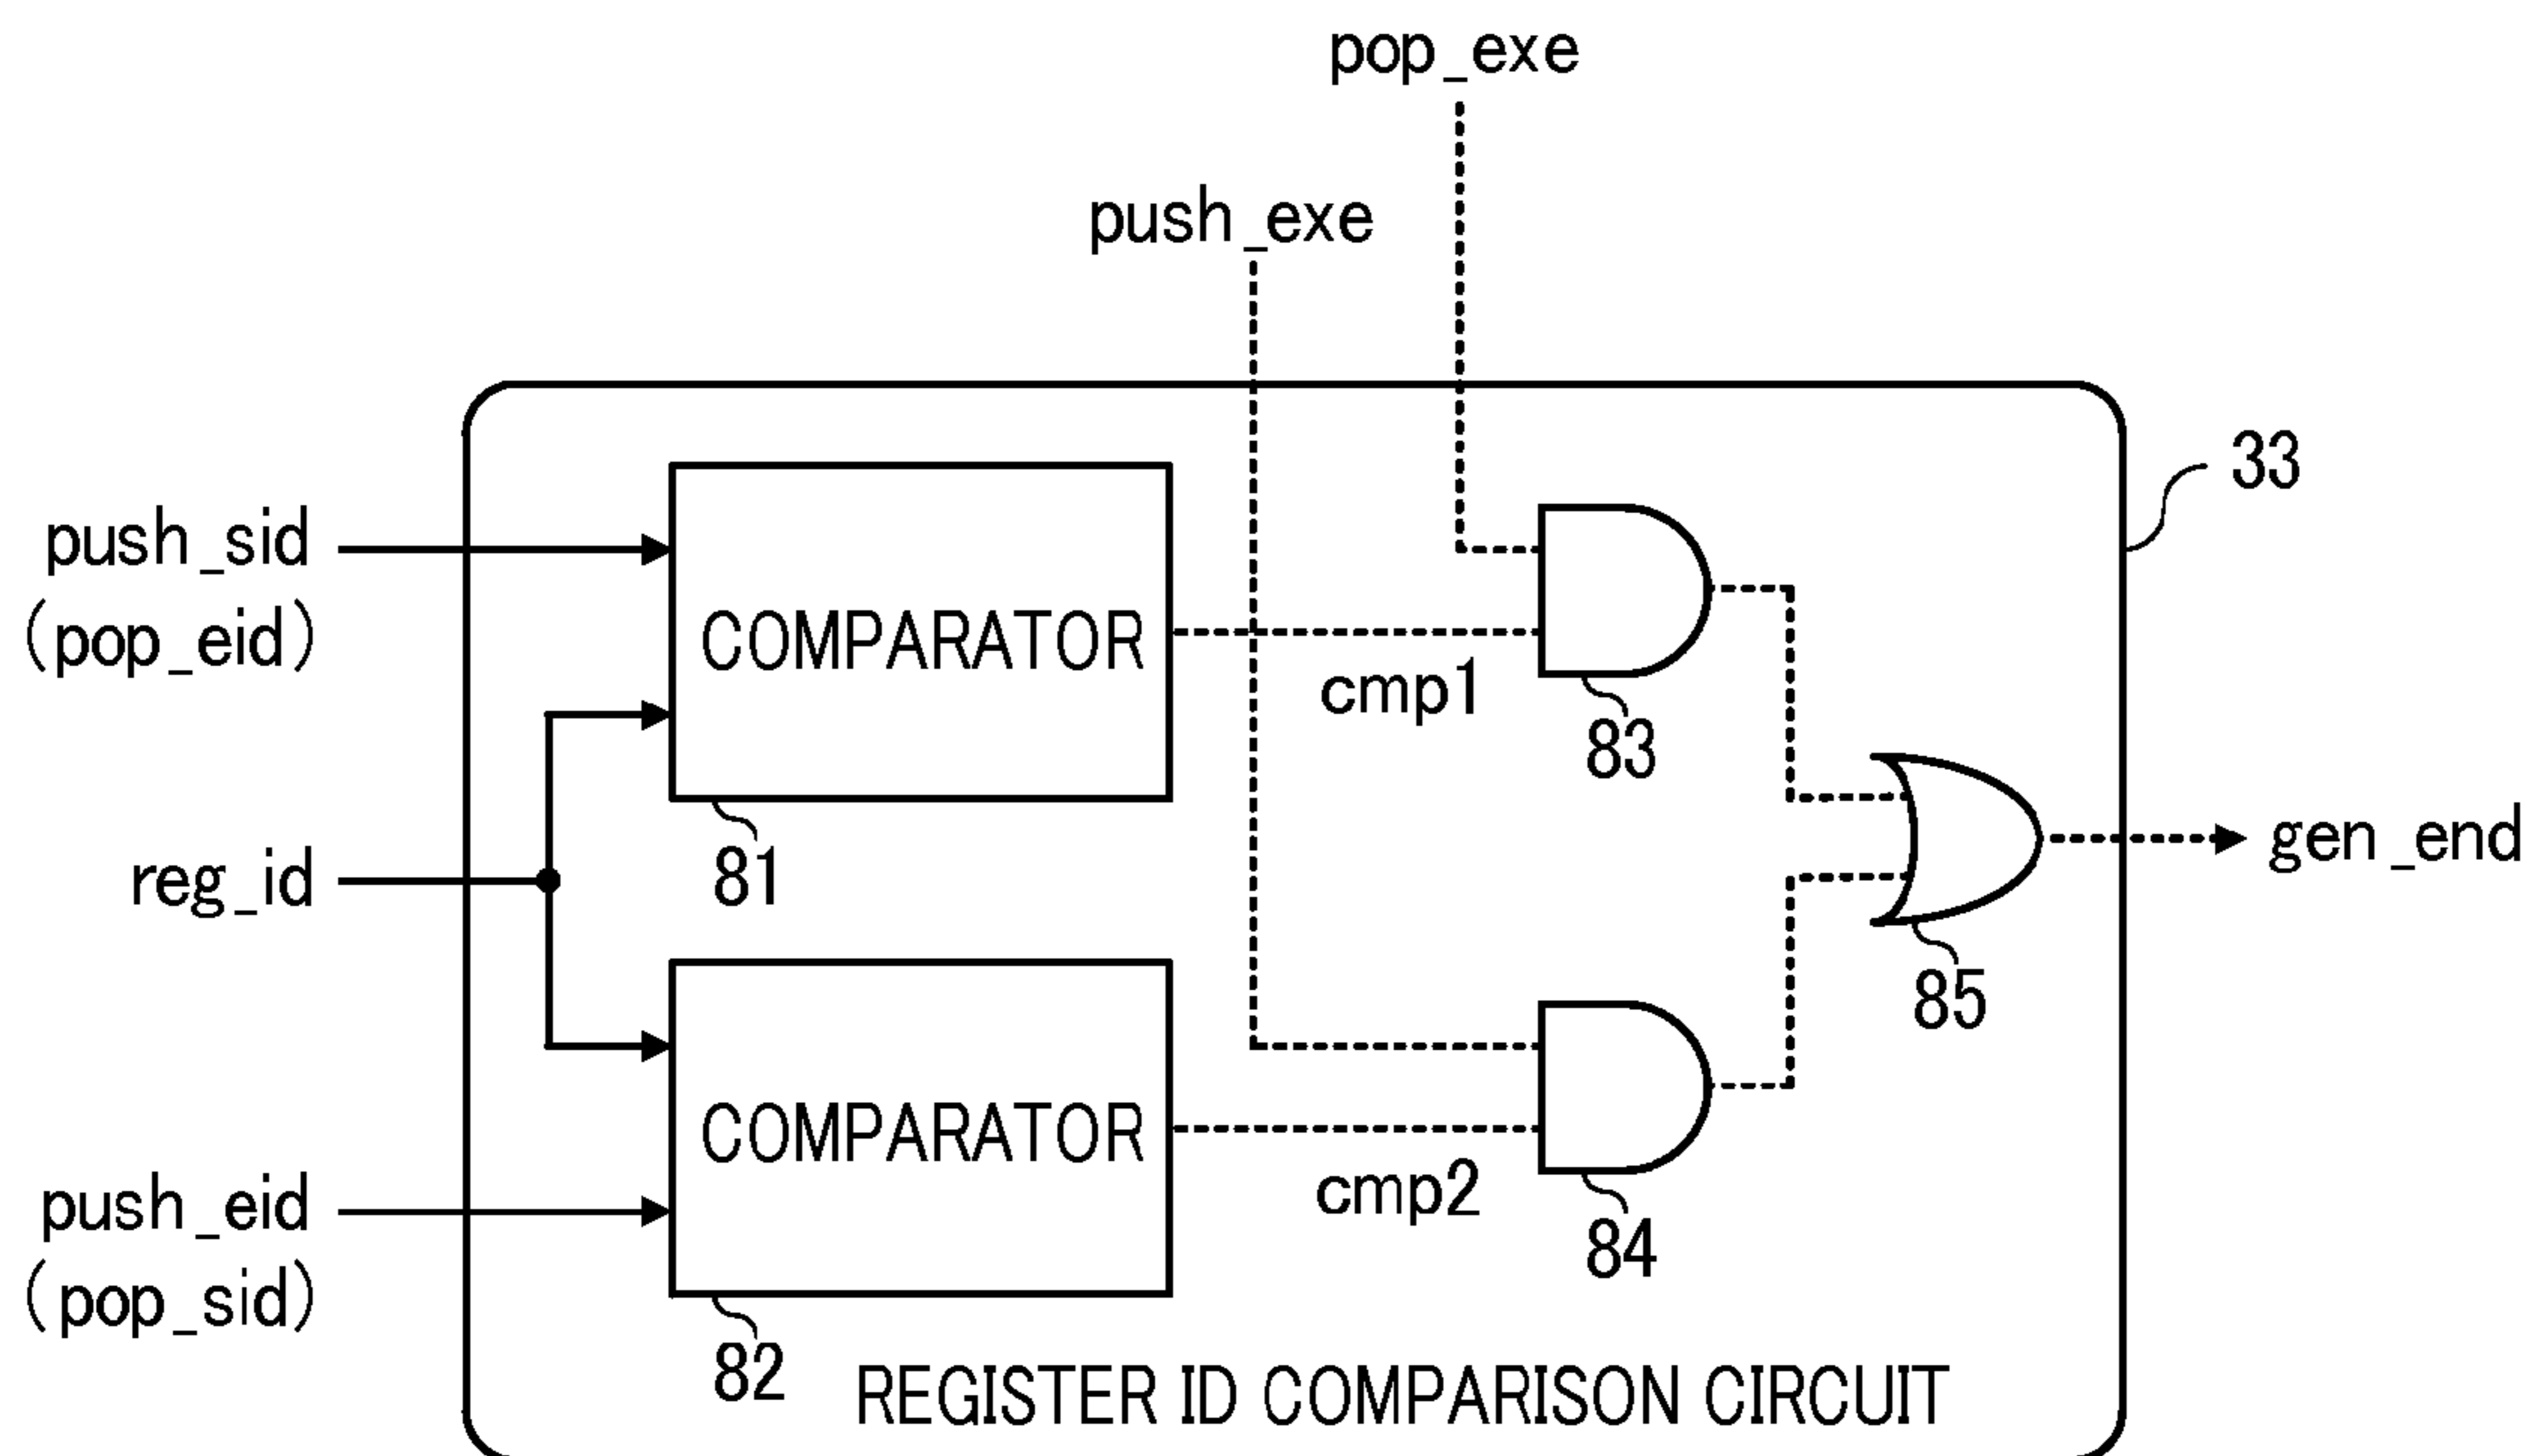 pop_exe
push_exe
33
push_sid
(pop_eid)
COMPARATOR
cmp1
83
81
reg_id
gen_end
85
COMPARATOR
push_eid
(pop_sid)
cmp2
84
82
REGISTER ID COMPARISON CIRCUIT